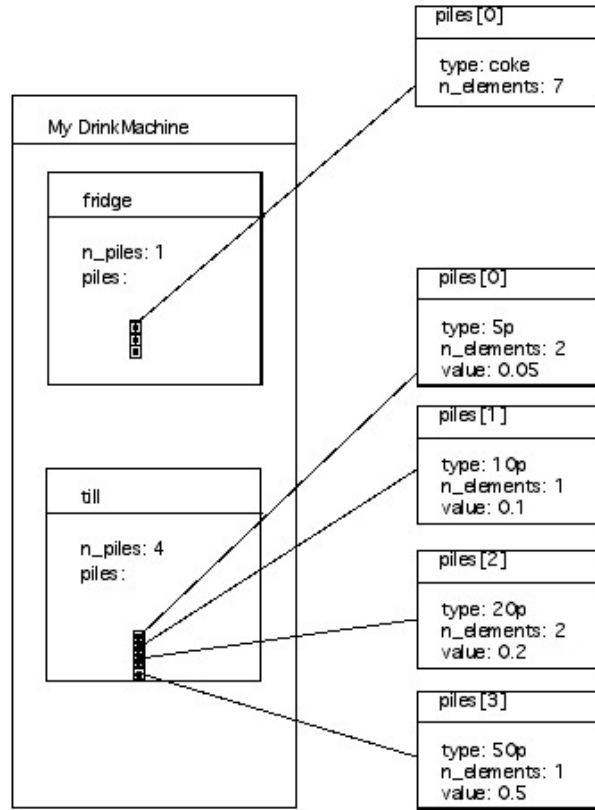 piles[0]
type: coke
n_elements: 7
My DrinkMachine
fridge
n_piles: 1
piles:
piles[0]
type: 5p
n_elements: 2
value: 0.05
piles[1]
type: 10p
n_elements: 1
value: 0.1
till
n_piles: 4
piles:
piles[2]
type: 20p
n_elements: 2
value: 0.2
piles[3]
type: 50p
n_elements: 1
value: 0.5